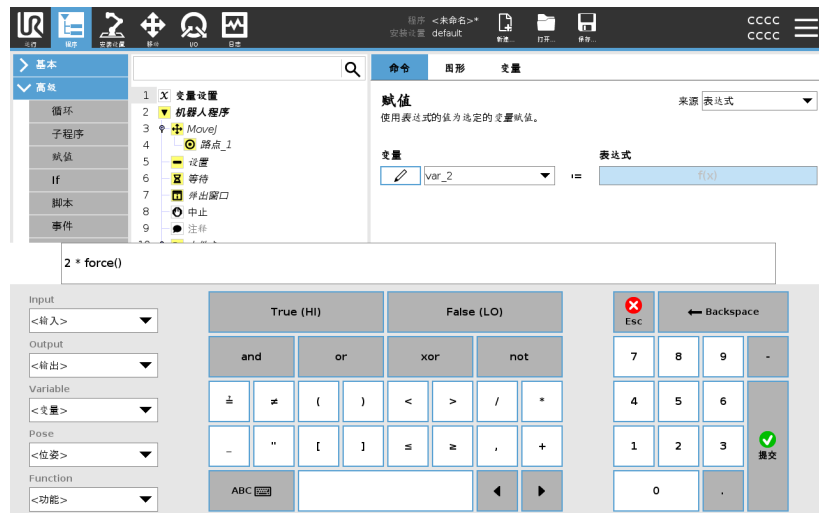 程序 <未命名>*
安装设置 default
CCCC
CCCC
运行 程序 安装设置 移动 I/O 日志 新建... 打开... 保存...
基本
高级
循环
子程序
赋值
If
脚本
事件
1 X 变量设置
2 机器人程序
3 MoveJ
4 路点_1
5 设置
6 等待
7 弹出窗口
8 中止
9 注释
命令 图形 变量
赋值
来源 表达式
使用表达式的值为选定的变量赋值。
变量 表达式
var_2 := f(x)
2 * force()
Input
<输入>
Output
<输出>
Variable
<变量>
Pose
<位姿>
Function
<功能>
True (HI) False (LO)
and or xor not
≟ ≠ ( ) < > / *
_ " [ ] ≤ ≥ , +
ABC
Esc Backspace
7 8 9 -
4 5 6
1 2 3 提交
0 .